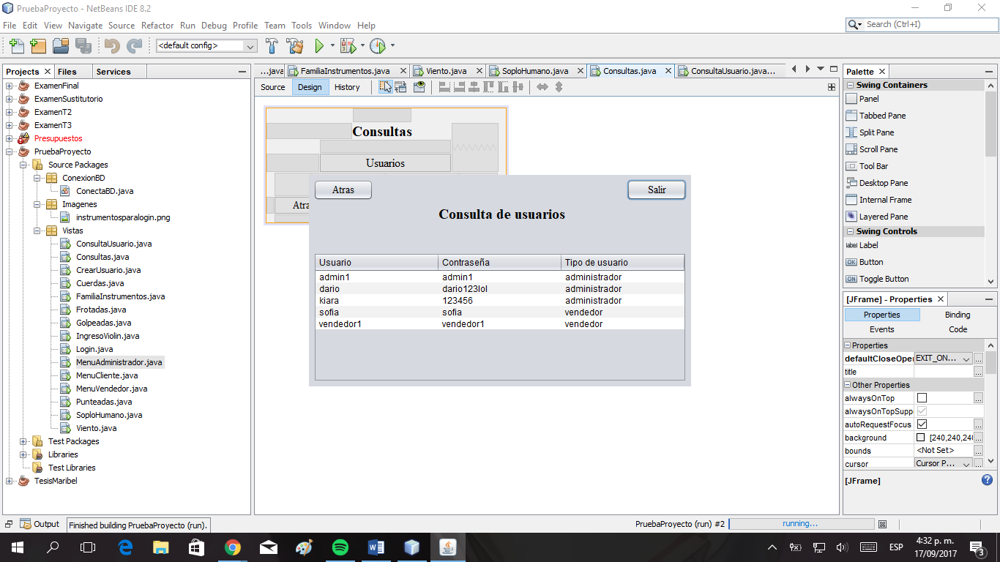 PruebaProyecto - NetBeans IDE 8.2
File Edit View Navigate Source Refactor Run Debug Profile Team Tools Window Help
Search (Ctrl+I)
<default config>
Projects Files Services
ExamenFinal
ExamenSustitutorio
ExamenT2
ExamenT3
Presupuestos
PruebaProyecto
Source Packages
ConexionBD
ConectaBD.java
Imagenes
instrumentosparalogin.png
Vistas
ConsultaUsuario.java
Consultas.java
CrearUsuario.java
Cuerdas.java
FamiliaInstrumentos.java
Frotadas.java
Golpeadas.java
IngresoViolin.java
Login.java
MenuAdministrador.java
MenuCliente.java
MenuVendedor.java
Punteadas.java
SoploHumano.java
Viento.java
Test Packages
Libraries
Test Libraries
TesisMaribel
...java FamiliaInstrumentos.java Viento.java SoploHumano.java Consultas.java ConsultaUsuario.java...
Source Design History
Consultas
Usuarios
Atra
Atras Salir
Consulta de usuarios
Usuario Contraseña Tipo de usuario
admin1 admin1 administrador
dario dario123lol administrador
kiara 123456 administrador
sofia sofia vendedor
vendedor1 vendedor1 vendedor
Palette
Swing Containers
Panel
Tabbed Pane
Split Pane
Scroll Pane
Tool Bar
Desktop Pane
Internal Frame
Layered Pane
Swing Controls
Label
Button
Toggle Button
[JFrame] - Properties
Properties Binding
Events Code
Properties
defaultCloseOper EXIT_ON... ...
title ...
Other Properties
alwaysOnTop ...
alwaysOnTopSupp
autoRequestFocus ...
background [240,240,240 ...
bounds <Not Set> ...
cursor Cursor P... ...
[JFrame]
Output Finished building PruebaProyecto (run). PruebaProyecto (run) #2 running...
ESP 4:32 p. m.
17/09/2017 3